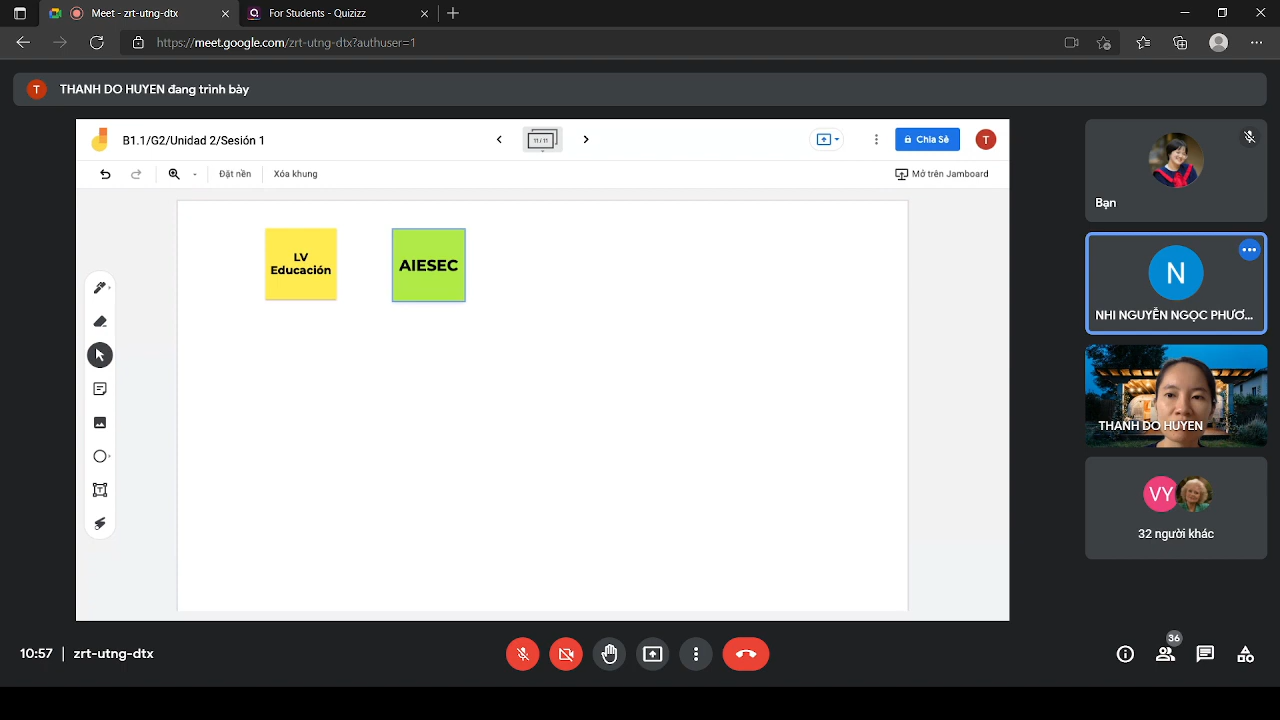 Meet - zrt-utng-dtx
For Students - Quizizz
https://meet.google.com/zrt-utng-dtx?authuser=1
T
THANH DO HUYEN đang trình bày
B1.1/G2/Unidad 2/Sesión 1
11 / 11
Chia Sẻ
T
Đặt nền
Xóa khung
Mở trên Jamboard
LV
Educación
AIESEC
Bạn
N
NHI NGUYỄN NGỌC PHƯƠ...
THANH DO HUYEN
VY
32 người khác
10:57 | zrt-utng-dtx
36